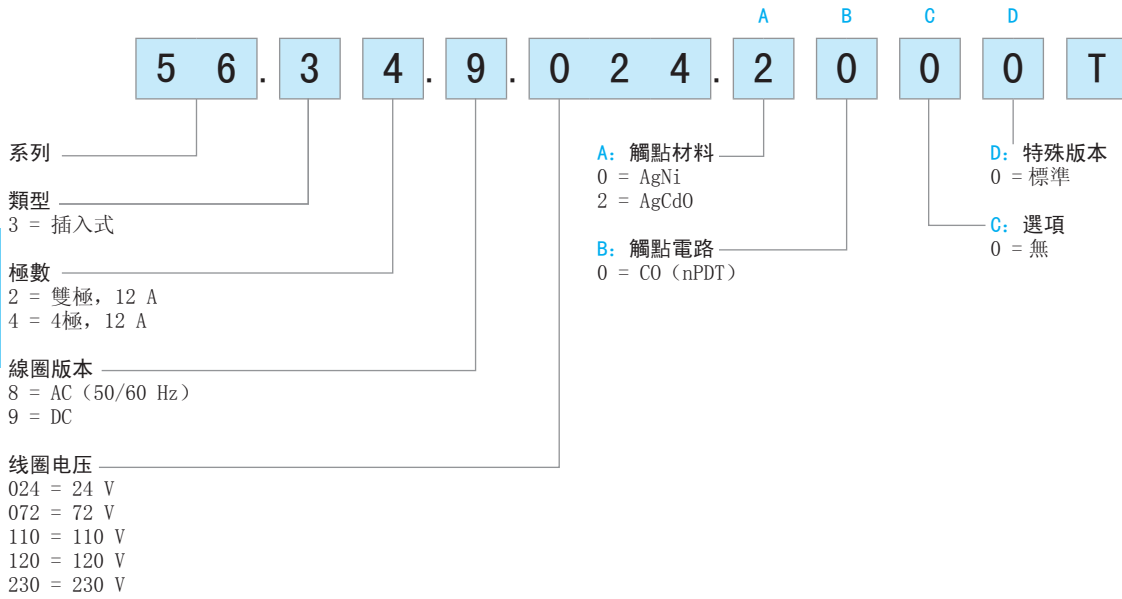 A B C D
5 6 . 3 4 . 9 . 0 2 4 . 2 0 0 0 T
系列
類型
3 = 插入式
極數
2 = 雙極, 12 A
4 = 4極, 12 A
線圈版本
8 = AC（50/60 Hz）
9 = DC
线圈电压
024 = 24 V
072 = 72 V
110 = 110 V
120 = 120 V
230 = 230 V
A: 觸點材料
0 = AgNi
2 = AgCdO
B: 觸點電路
0 = CO（nPDT）
D: 特殊版本
0 = 標準
C: 選項
0 = 無